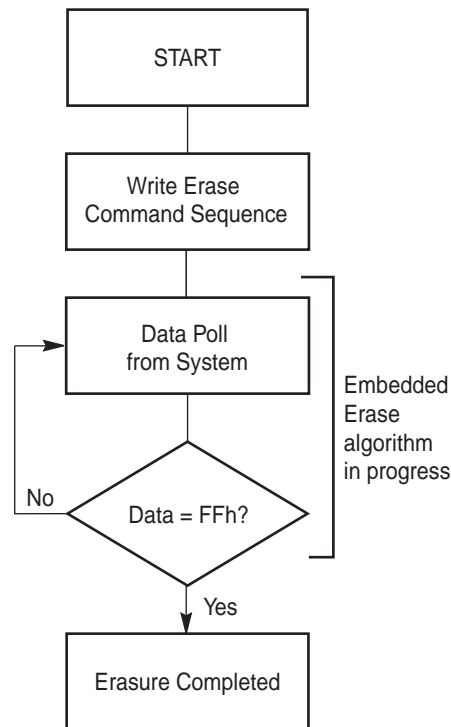 START
Write Erase
Command Sequence
Data Poll
from System
Embedded
Erase
algorithm
in progress
No
Data = FFh?
Yes
Erasure Completed